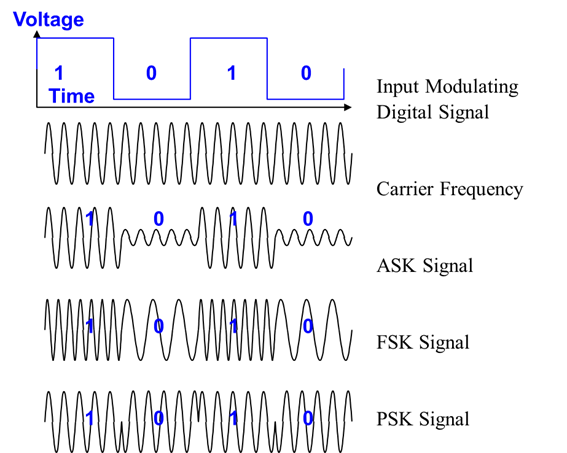 Voltage
1 0 1 0
Time
Input Modulating
Digital Signal
Carrier Frequency
1 0 1 0
ASK Signal
1 0 1 0
FSK Signal
1 0 1 0
PSK Signal